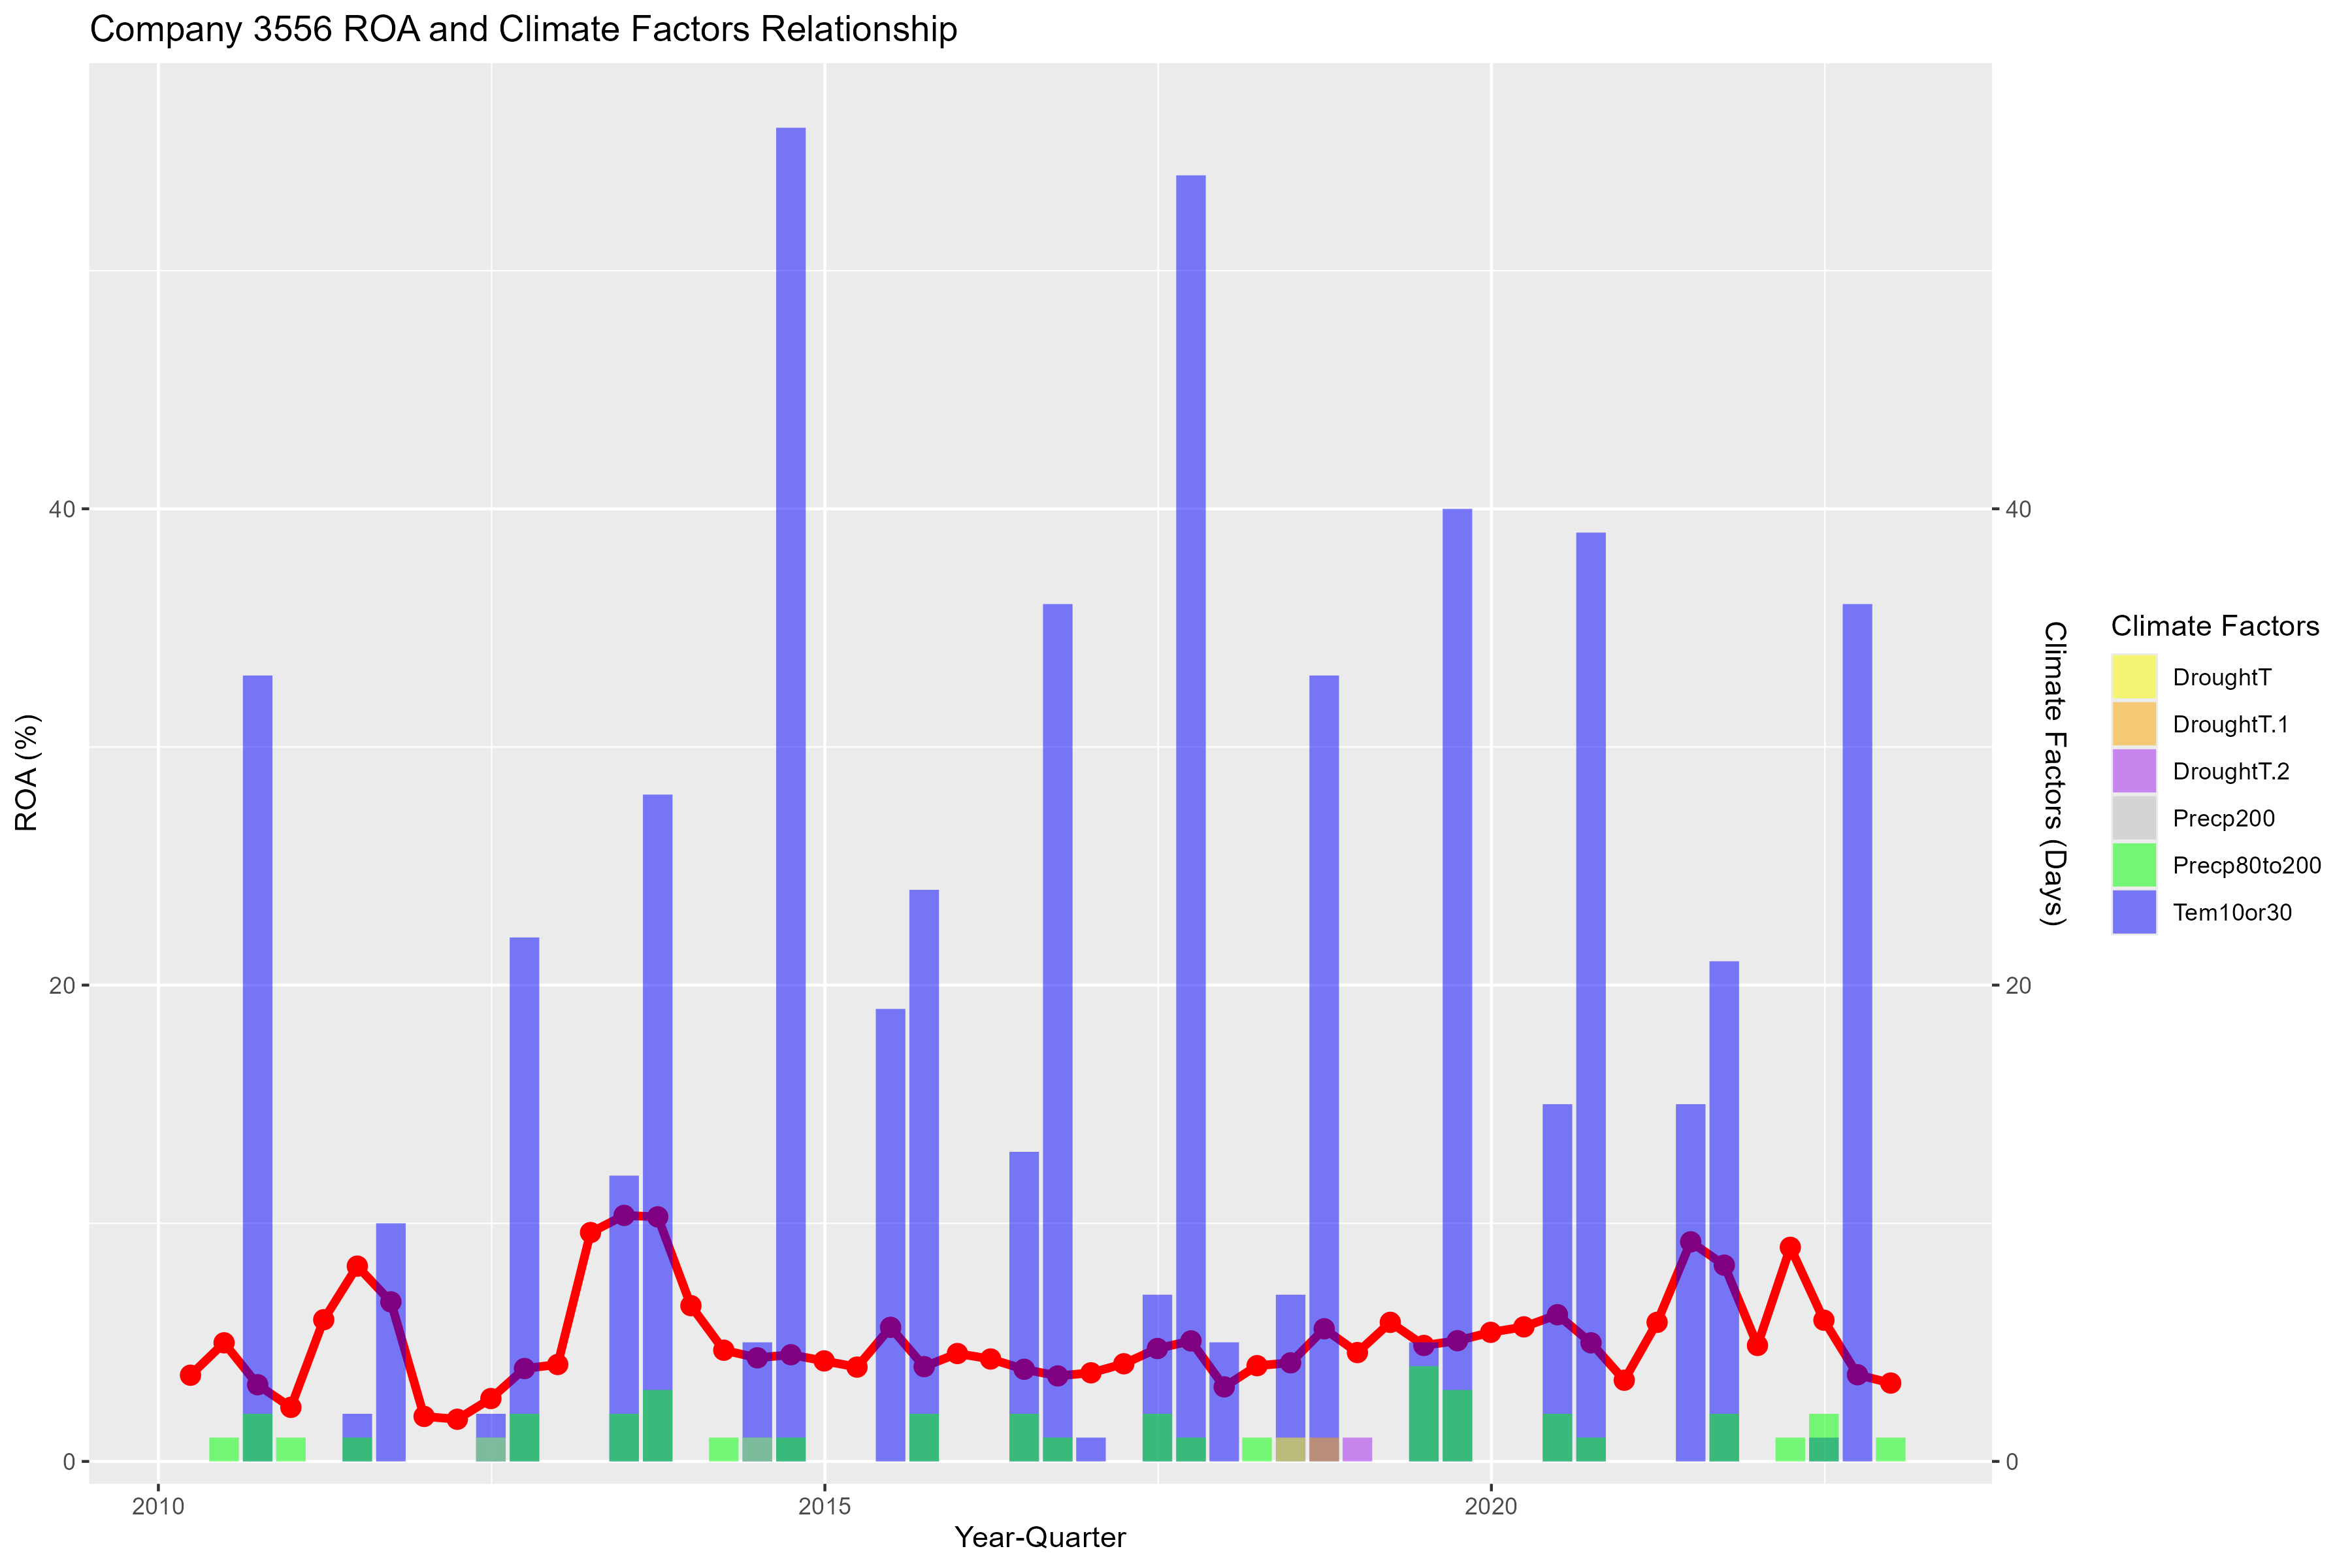 Company 3556 ROA and Climate Factors Relationship
ROA (%)
40
20
0
40
20
0
Climate Factors (Days)
2010
2015
2020
Year-Quarter
Climate Factors
DroughtT
DroughtT.1
DroughtT.2
Precp200
Precp80to200
Tem10or30